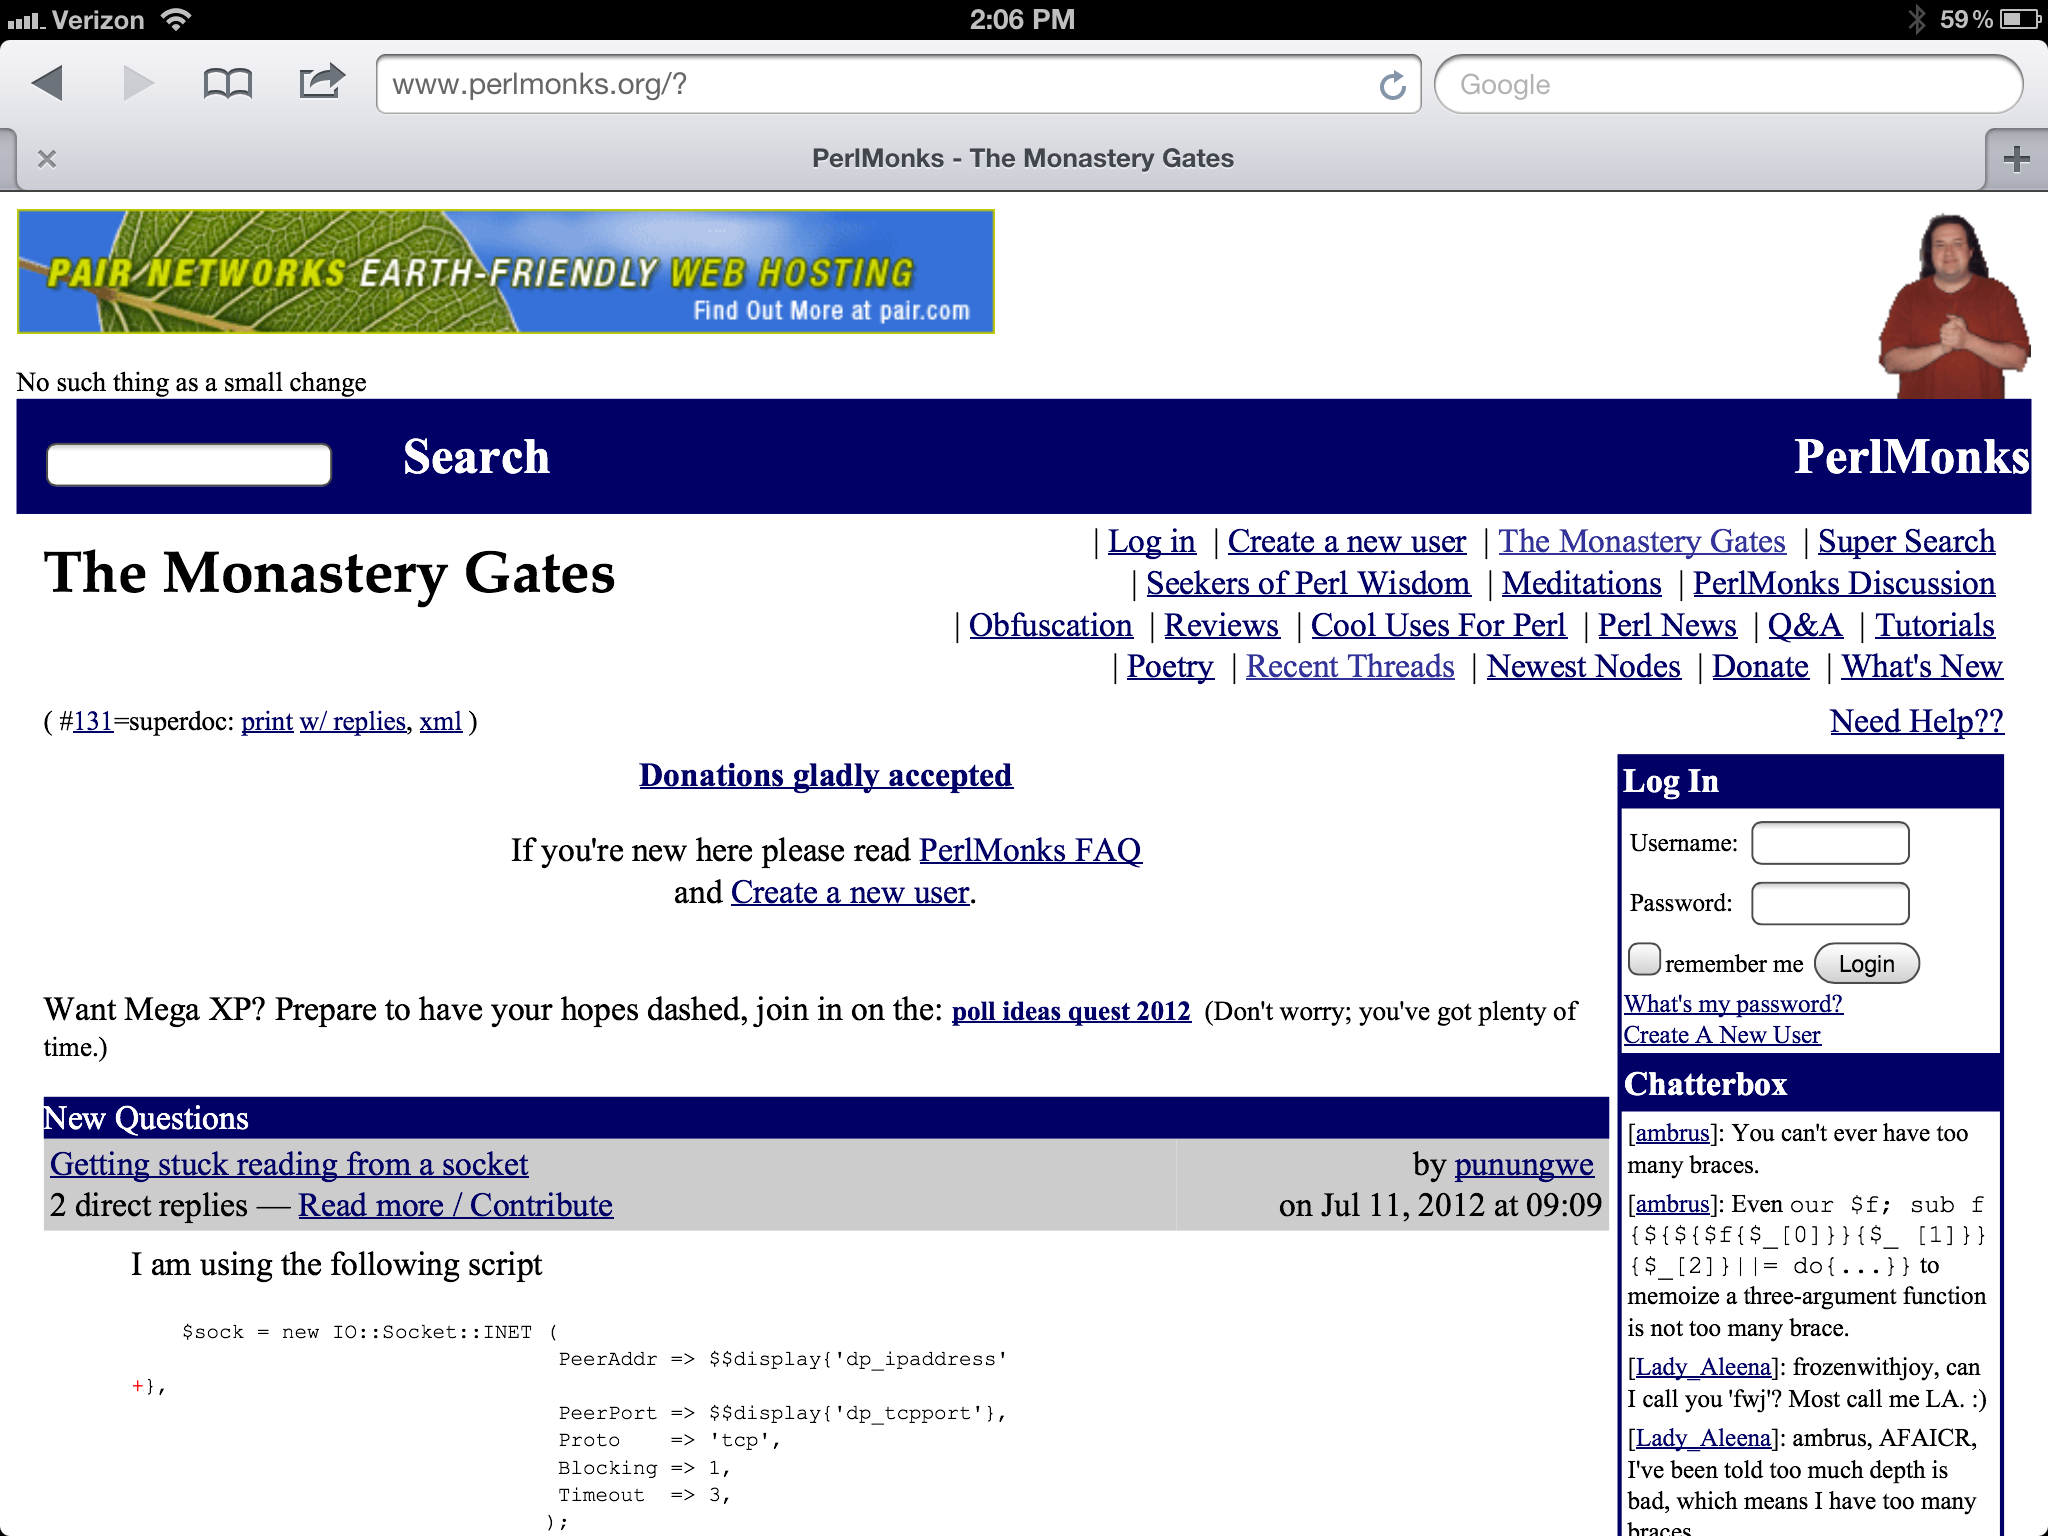 Verizon
2:06 PM
59%
www.perlmonks.org/?
Google
PerlMonks - The Monastery Gates
PAIR NETWORKS EARTH-FRIENDLY WEB HOSTING
Find Out More at pair.com
No such thing as a small change
Search
PerlMonks
The Monastery Gates
| Log in | Create a new user | The Monastery Gates | Super Search
| Seekers of Perl Wisdom | Meditations | PerlMonks Discussion
| Obfuscation | Reviews | Cool Uses For Perl | Perl News | Q&A | Tutorials
| Poetry | Recent Threads | Newest Nodes | Donate | What's New
( #131=superdoc: print w/ replies, xml )
Need Help??
Donations gladly accepted
If you're new here please read PerlMonks FAQ
and Create a new user.
Want Mega XP? Prepare to have your hopes dashed, join in on the: poll ideas quest 2012 (Don't worry; you've got plenty of
time.)
New Questions
Getting stuck reading from a socket
by punungwe
2 direct replies — Read more / Contribute
on Jul 11, 2012 at 09:09
I am using the following script
$sock = new IO::Socket::INET (
PeerAddr => $$display{'dp_ipaddress'
+},
PeerPort => $$display{'dp_tcpport'},
Proto    => 'tcp',
Blocking => 1,
Timeout  => 3,
);
Log In
Username:
Password:
remember me Login
What's my password?
Create A New User
Chatterbox
[ambrus]: You can't ever have too
many braces.
[ambrus]: Even our $f; sub f
{${${$f{$_[0]}}{$_ [1]}}
{$_[2]}||= do{...}} to
memoize a three-argument function
is not too many brace.
[Lady_Aleena]: frozenwithjoy, can
I call you 'fwj'? Most call me LA. :)
[Lady_Aleena]: ambrus, AFAICR,
I've been told too much depth is
bad, which means I have too many
braces